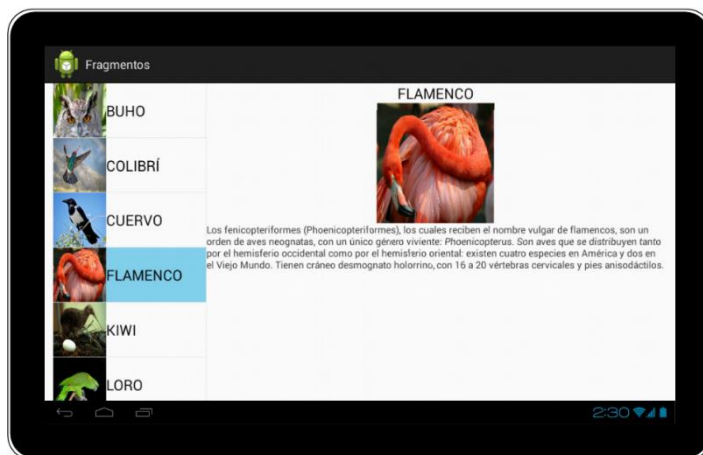 Fragmentos
BUHO
COLIBRÍ
CUERVO
FLAMENCO
KIWI
LORO
FLAMENCO
Los fenicopteriformes (Phoenicopteriformes), los cuales reciben el nombre vulgar de flamencos, son un
orden de aves neognatas, con un único género viviente: Phoenicopterus. Son aves que se distribuyen tanto
por el hemisferio occidental como por el hemisferio oriental: existen cuatro especies en América y dos en
el Viejo Mundo. Tienen cráneo desmognato holorrino, con 16 a 20 vértebras cervicales y pies anisodáctilos.
2:30